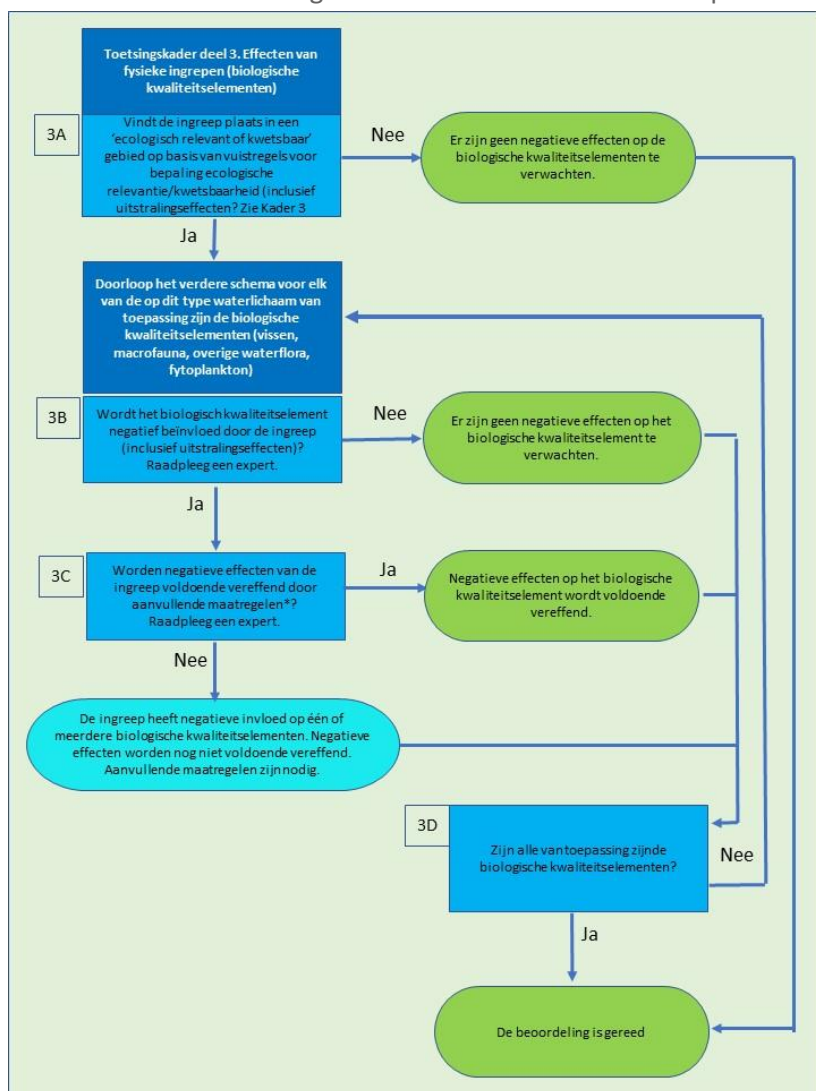 Toetsingskader deel 3. Effecten van
fysieke ingrepen (biologische
kwaliteitselementen)
3A
Vindt de ingreep plaats in een
'ecologisch relevant of kwetsbaar'
gebied op basis van vuistregels voor
bepaling ecologische
relevantie/kwetsbaarheid (inclusief
uitstralingseffecten? Zie Kader 3
Nee
Er zijn geen negatieve effecten op de
biologische kwaliteitselementen te
verwachten.
Ja
Doorloop het verdere schema voor elk
van de op dit type waterlichaam van
toepassing zijn de biologische
kwaliteitselementen (vissen,
macrofauna, overige waterflora,
fytoplankton)
3B
Wordt het biologisch kwaliteitselement
negatief beïnvloed door de ingreep
(inclusief uitstralingseffecten)?
Raadpleeg een expert.
Nee
Er zijn geen negatieve effecten op het
biologische kwaliteitselement te
verwachten.
Ja
3C
Worden negatieve effecten van de
ingreep voldoende vereffend door
aanvullende maatregelen*?
Raadpleeg een expert.
Ja
Negatieve effecten op het biologische
kwaliteitselement wordt voldoende
vereffend.
Nee
De ingreep heeft negatieve invloed op één of
meerdere biologische kwaliteitselementen. Negatieve
effecten worden nog niet voldoende vereffend.
Aanvullende maatregelen zijn nodig.
3D
Zijn alle van toepassing zijnde
biologische kwaliteitselementen?
Nee
Ja
De beoordeling is gereed